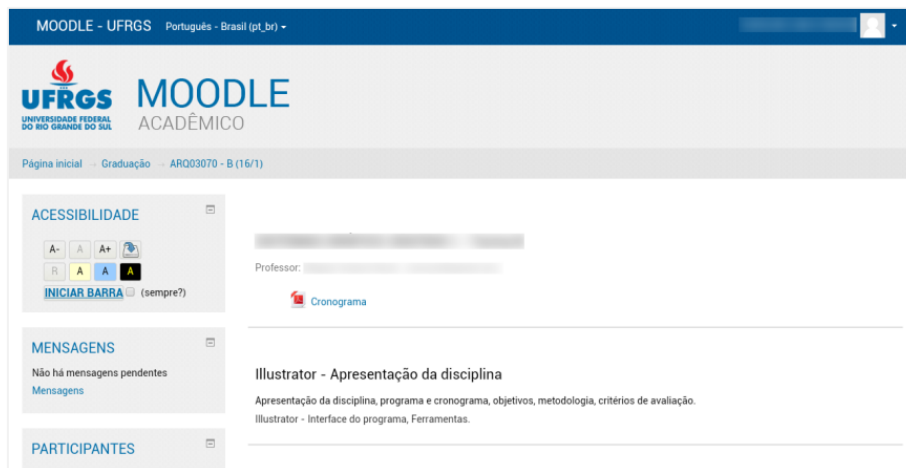 MOODLE - UFRGS Português - Brasil (pt_br)
UFRGS
UNIVERSIDADE FEDERAL
DO RIO GRANDE DO SUL
MOODLE
ACADÊMICO
Página inicial → Graduação → ARQ03070 - B (16/1)
ACESSIBILIDADE
A- A A+
R A A A
INICIAR BARRA (sempre?)
MENSAGENS
Não há mensagens pendentes
Mensagens
PARTICIPANTES
Professor:
Cronograma
Illustrator - Apresentação da disciplina
Apresentação da disciplina, programa e cronograma, objetivos, metodologia, critérios de avaliação.
Illustrator - Interface do programa, Ferramentas.